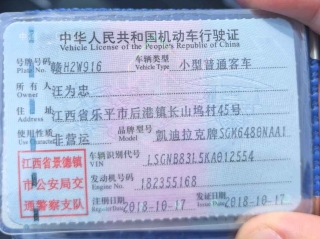 中华人民共和国机动车行驶证
Vehicle License of the People's Republic of China
号牌号码 赣H2W916 车辆类型 小型普通客车
Plate No. Vehicle Type
所有人 汪为忠
Owner
住址 江西省乐平市后港镇长山坞村45号
Address
使用性质 非营运 品牌型号 凯迪拉克牌SGM6480NAA1
Use Character Model
车辆识别代号 LSGNB83L5KA012554
VIN
江西省景德镇
市公安局交
通警察支队
发动机号码 182355168
Engine No.
注册日期 2018-10-17 发证日期 2018-10-17
Register Date Issue Date